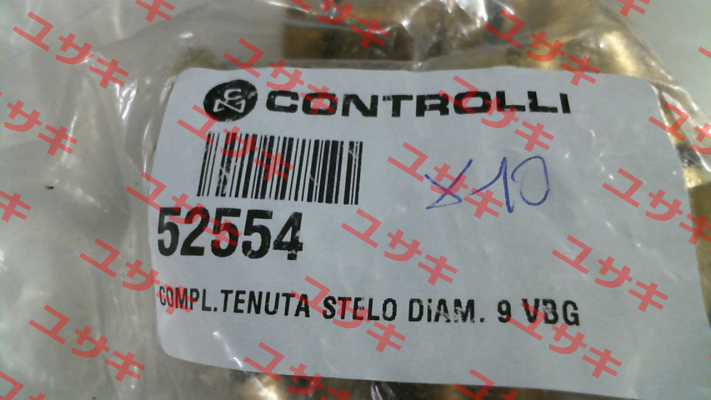 CONTROLLI
x10
52554
COMPL.TENUTA STELO DIAM. 9 VBG
ユサキ